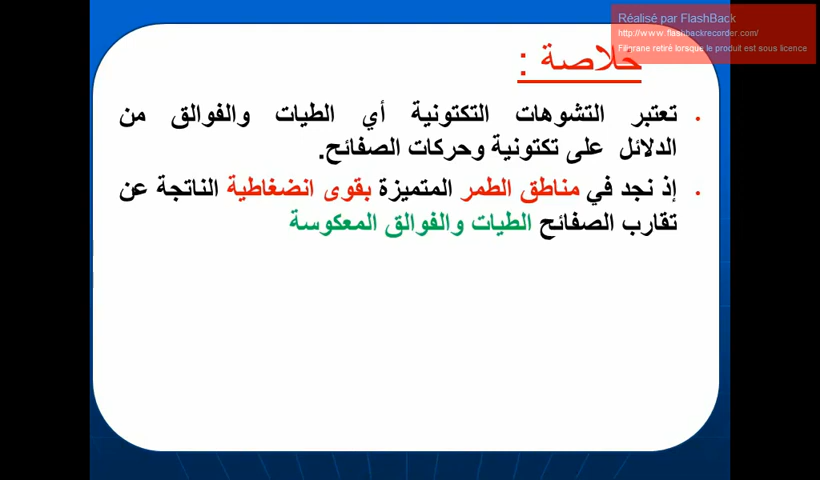 Réalisé par FlashBack
http://www.flashbackrecorder.com/
Filigrane retiré lorsque le produit est sous licence
خلاصة :
• تعتبر التشوهات التكتونية أي الطيات والفوالق من
الدلائل على تكتونية وحركات الصفائح.
• إذ نجد في مناطق الطمر المتميزة بقوى انضغاطية الناتجة عن
تقارب الصفائح الطيات والفوالق المعكوسة